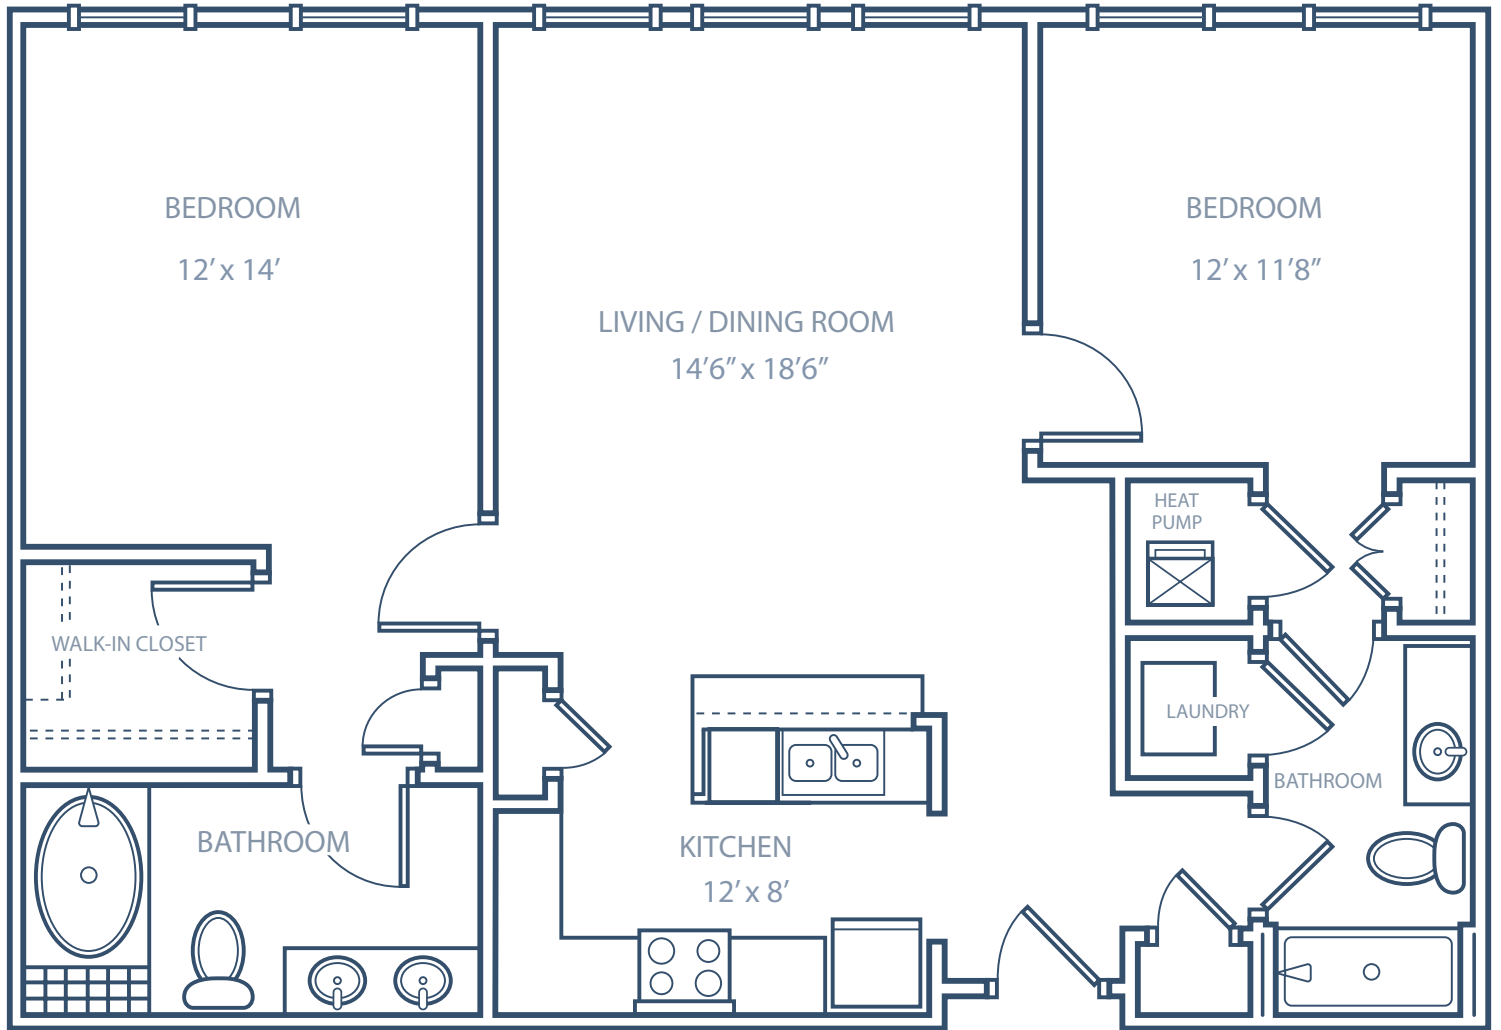 BEDROOM
12’ x 14’
BEDROOM
12’ x 11’8”
LIVING / DINING ROOM
14’6” x 18’6”
HEAT
PUMP
WALK-IN CLOSET
LAUNDRY
BATHROOM
BATHROOM
KITCHEN
12’ x 8’